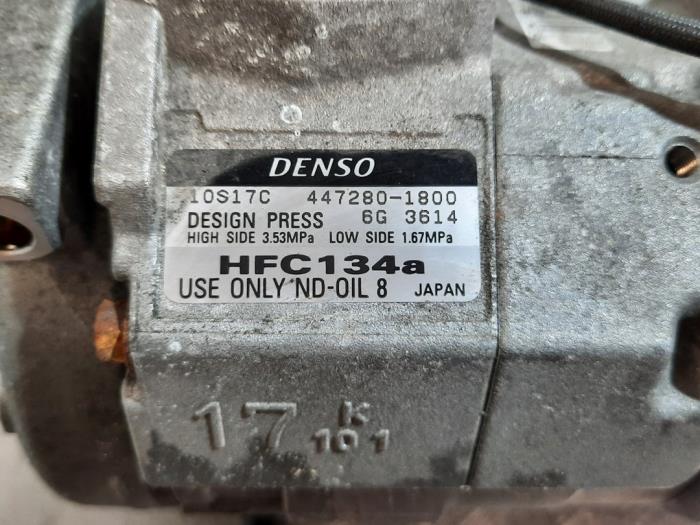 DENSO
10S17C 447280-1800
DESIGN PRESS 6G 3614
HIGH SIDE 3.53MPa LOW SIDE 1.67MPa
HFC134a
USE ONLY ND-OIL 8 JAPAN
17 K
101